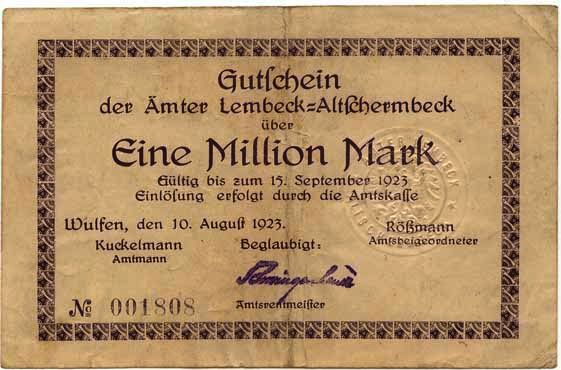 Gutſchein
der Ämter Lembeck=Altſchermbeck
über
Eine Million Mark
Gültig bis zum 15. September 1923
Einlöſung erfolgt durch die Amtskaſſe
Wulfen, den 10. Auguſt 1923.
Kuckelmann Beglaubigt: Rößmann
Amtmann Amtsbeigeordneter
Amtsrentmeiſter
No 001808